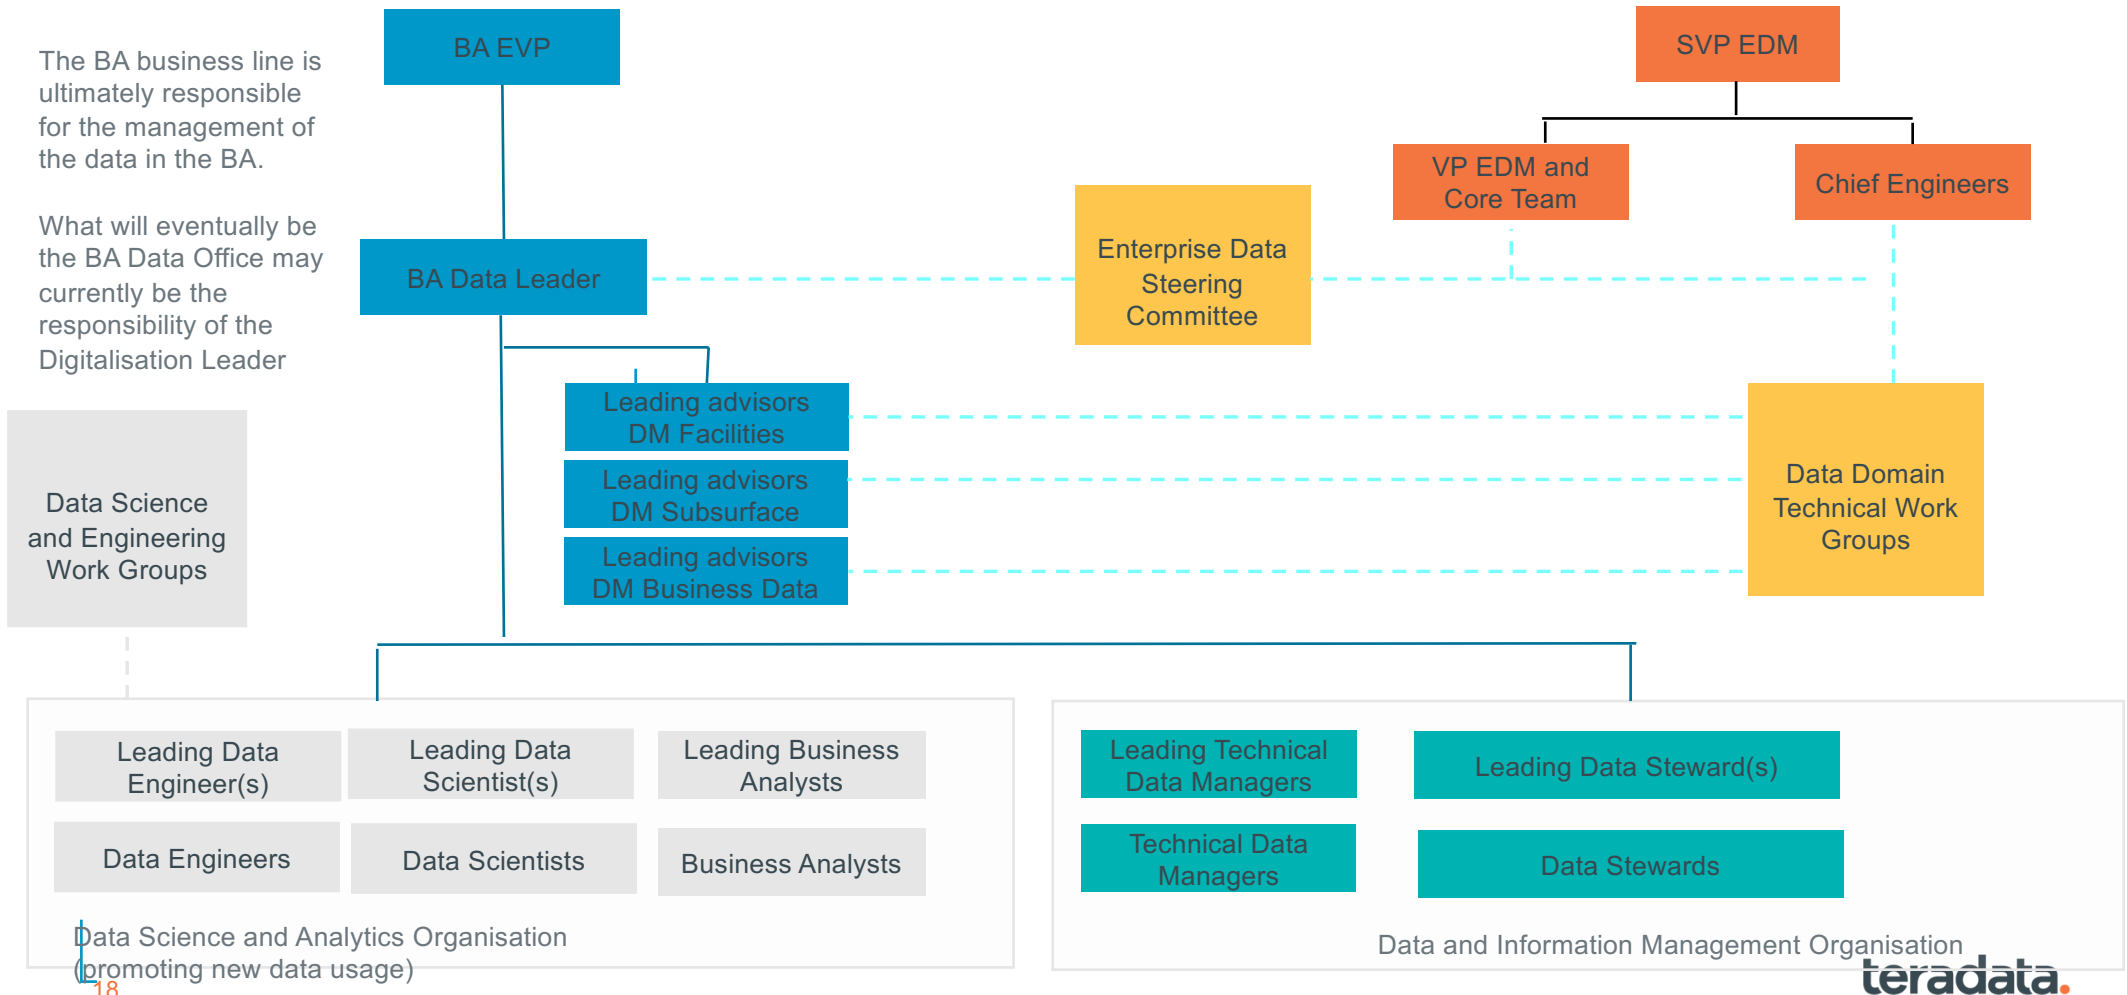 The BA business line is
ultimately responsible
for the management of
the data in the BA.
What will eventually be
the BA Data Office may
currently be the
responsibility of the
Digitalisation Leader
BA EVP
SVP EDM
VP EDM and
Core Team
Chief Engineers
Enterprise Data
Steering
Committee
BA Data Leader
Leading advisors
DM Facilities
Leading advisors
DM Subsurface
Leading advisors
DM Business Data
Data Domain
Technical Work
Groups
Data Science
and Engineering
Work Groups
Leading Data
Engineer(s)
Leading Data
Scientist(s)
Leading Business
Analysts
Data Engineers
Data Scientists
Business Analysts
Data Science and Analytics Organisation
(promoting new data usage)
Leading Technical
Data Managers
Leading Data Steward(s)
Technical Data
Managers
Data Stewards
Data and Information Management Organisation
18
teradata.